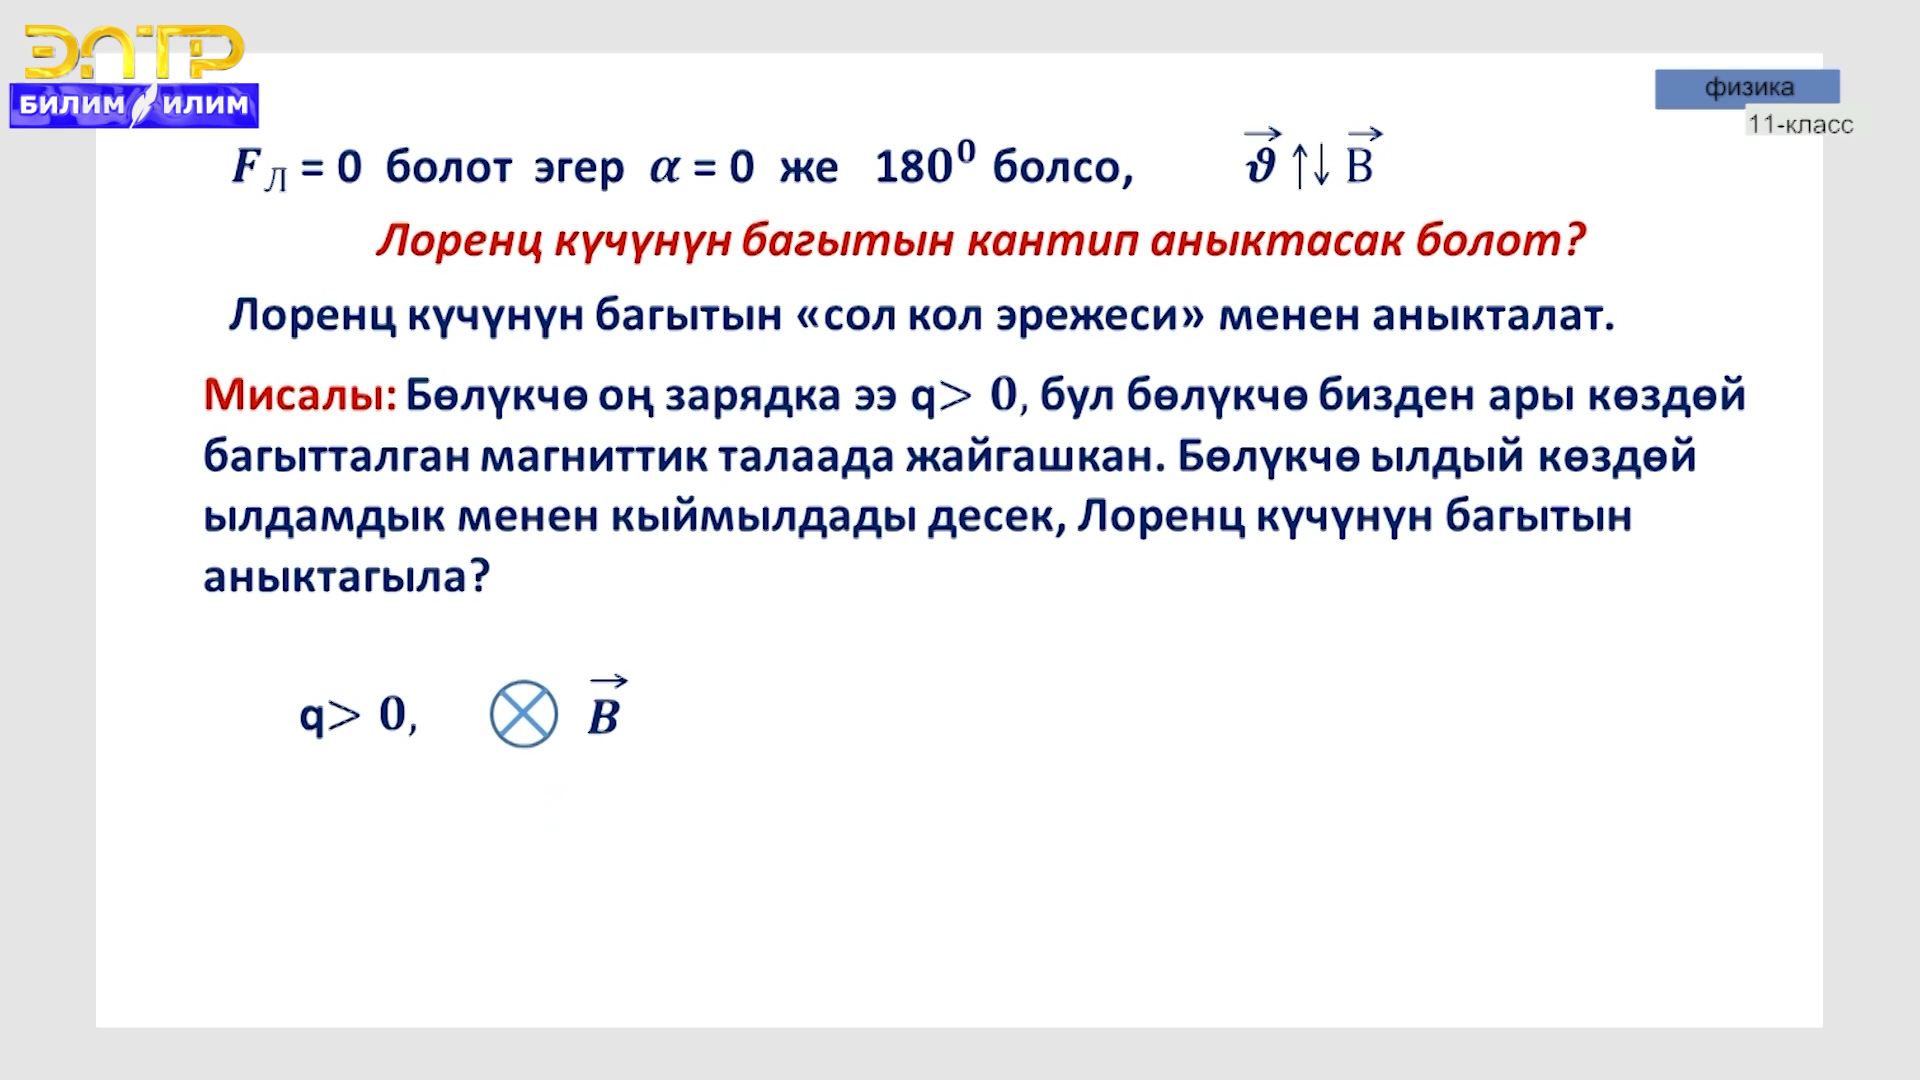 ЭЛТР
БИЛИМ ИЛИМ
физика
11-класс
F_Л = 0 болот эгер α = 0 же 180⁰ болсо, ϑ⃗ ↑↓ B⃗
Лоренц күчүнүн багытын кантип аныктасак болот?
Лоренц күчүнүн багытын «сол кол эрежеси» менен аныкталат.
Мисалы: Бөлүкчө оң зарядка ээ q> 0, бул бөлүкчө бизден ары көздөй
багытталган магниттик талаада жайгашкан. Бөлүкчө ылдый көздөй
ылдамдык менен кыймылдады десек, Лоренц күчүнүн багытын
аныктагыла?
q> 0, ⊗ B⃗